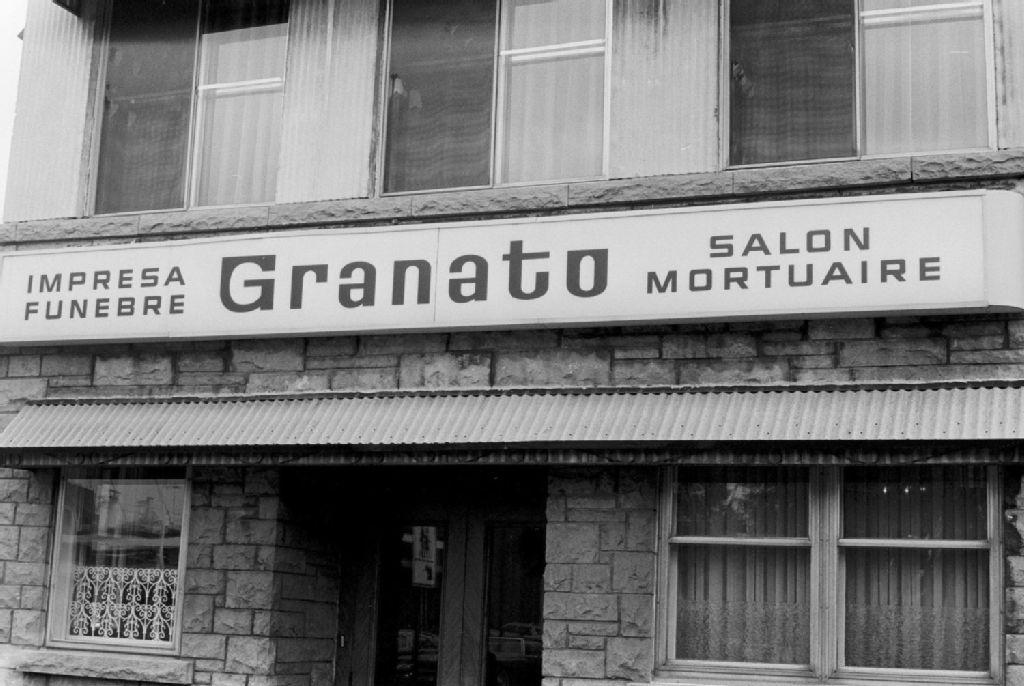 IMPRESA
FUNEBRE
Granato
SALON
MORTUAIRE